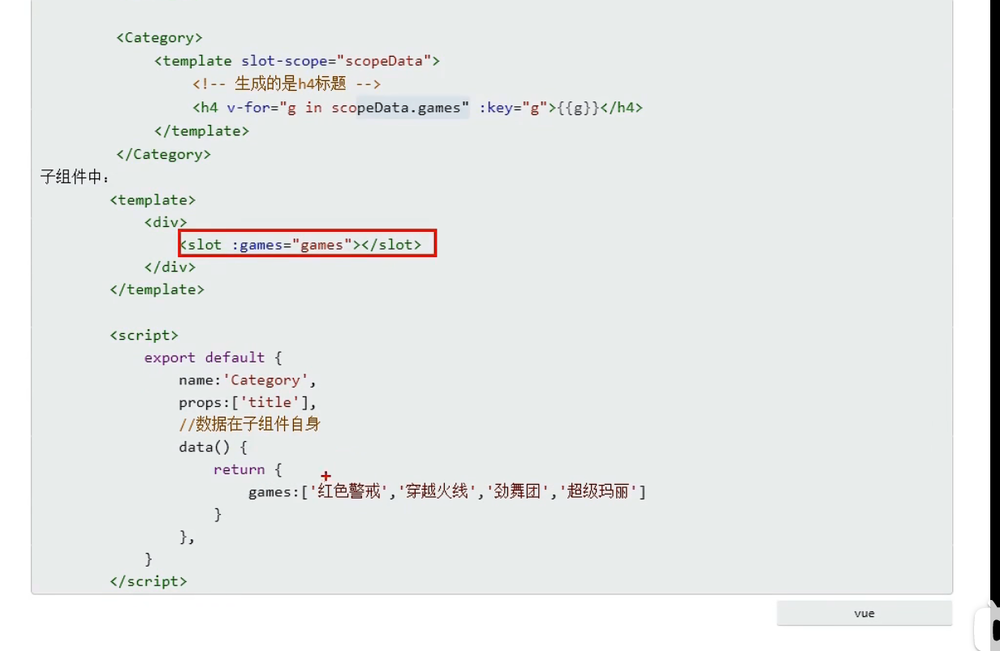 <Category>
<template slot-scope="scopeData">
<!-- 生成的是h4标题 -->
<h4 v-for="g in scopeData.games" :key="g">{{g}}</h4>
</template>
</Category>
子组件中:
<template>
<div>
<slot :games="games"></slot>
</div>
</template>
<script>
export default {
name:'Category',
props:['title'],
//数据在子组件自身
data() {
return {
games:['红色警戒','穿越火线','劲舞团','超级玛丽']
}
},
}
</script>
vue